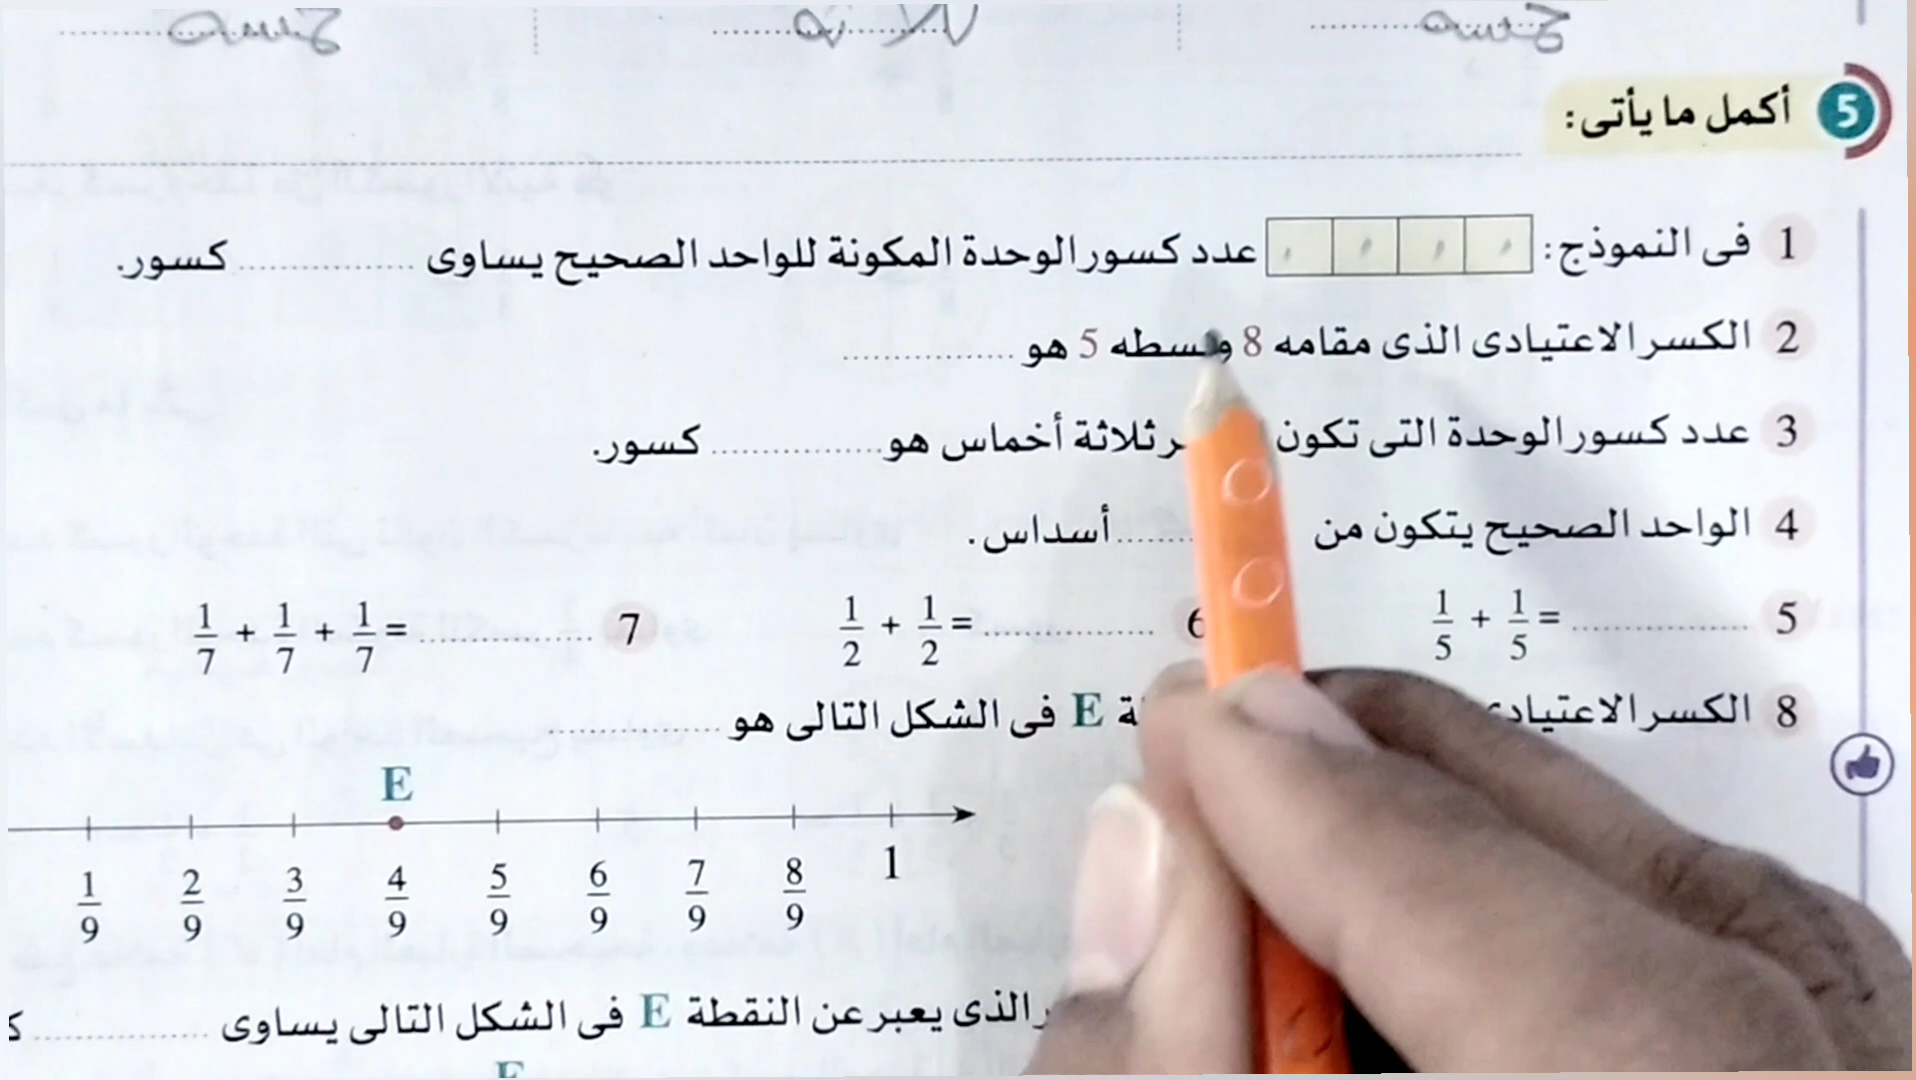 صحيح
5 أكمل ما يأتى:
1 فى النموذج: عدد كسور الوحدة المكونة للواحد الصحيح يساوى .................. كسور.
2 الكسر الاعتيادى الذى مقامه 8 وبسطه 5 هو ..................
3 عدد كسور الوحدة التى تكون ثلاثة أخماس هو .................. كسور.
4 الواحد الصحيح يتكون من ......... أسداس.
5 1/5 + 1/5 = .................. 6 1/2 + 1/2 = .................. 7 1/7 + 1/7 + 1/7 = ..................
8 الكسر الاعتيادى E فى الشكل التالى هو ..................
E
1/9 2/9 3/9 4/9 5/9 6/9 7/9 8/9 1
الذى يعبر عن النقطة E فى الشكل التالى يساوى ..................
E